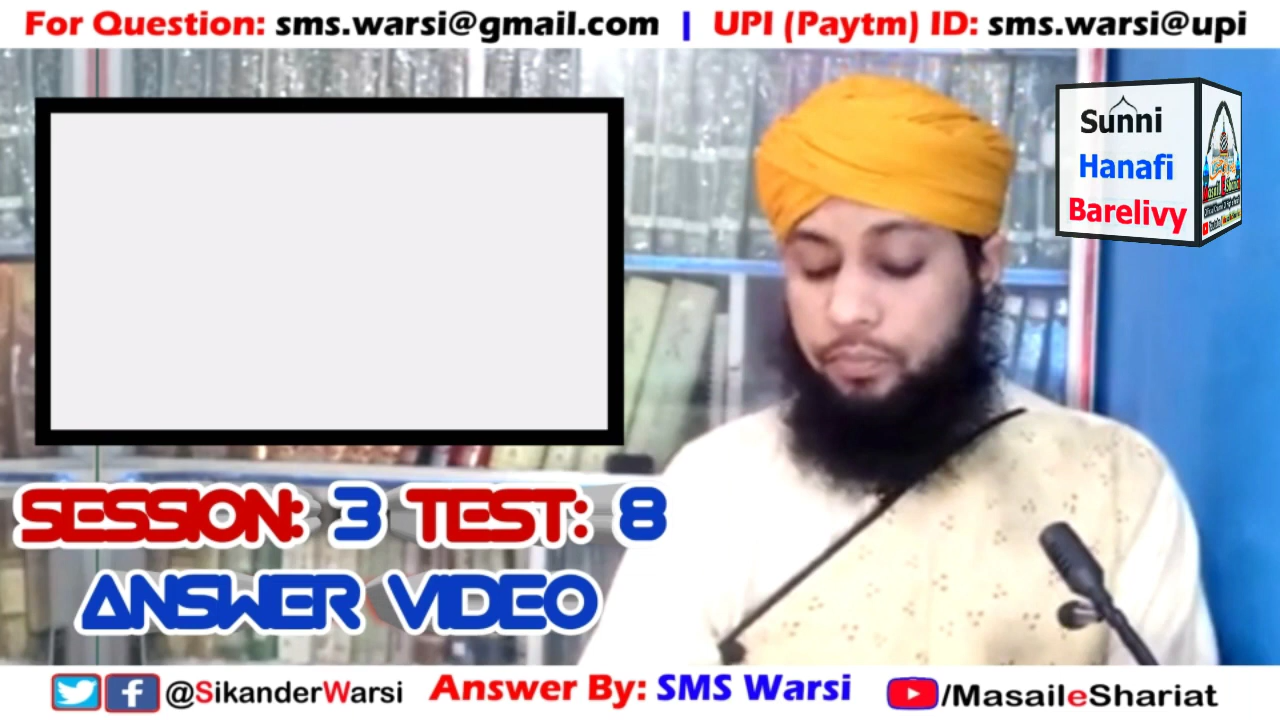 For Question: sms.warsi@gmail.com | UPI (Paytm) ID: sms.warsi@upi
Sunni
Hanafi
Barelivy
SESSION: 3 TEST: 8
ANSWER VIDEO
@SikanderWarsi
Answer By: SMS Warsi
/MasaileShariat